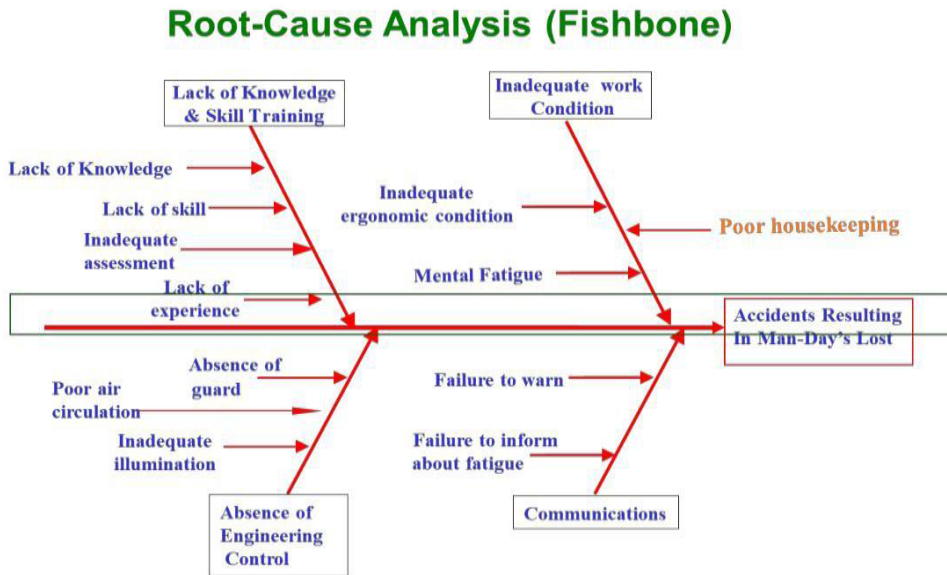 Root-Cause Analysis (Fishbone)
Lack of Knowledge
& Skill Training
Inadequate work
Condition
Lack of Knowledge
Lack of skill
Inadequate
assessment
Lack of
experience
Inadequate
ergonomic condition
Poor housekeeping
Mental Fatigue
Accidents Resulting
In Man-Day's Lost
Absence of
guard
Poor air
circulation
Inadequate
illumination
Failure to warn
Failure to inform
about fatigue
Absence of
Engineering
Control
Communications